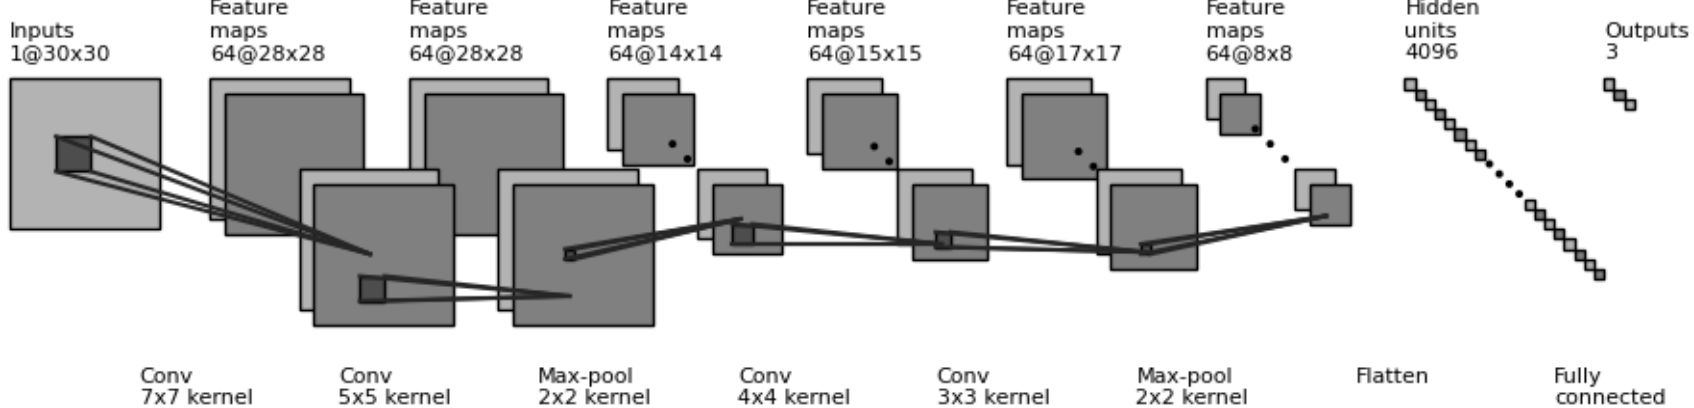 Inputs
1@30x30
Feature
maps
64@28x28
Feature
maps
64@28x28
Feature
maps
64@14x14
Feature
maps
64@15x15
Feature
maps
64@17x17
Feature
maps
64@8x8
Hidden
units
4096
Outputs
3
Conv
7x7 kernel
Conv
5x5 kernel
Max-pool
2x2 kernel
Conv
4x4 kernel
Conv
3x3 kernel
Max-pool
2x2 kernel
Flatten
Fully
connected